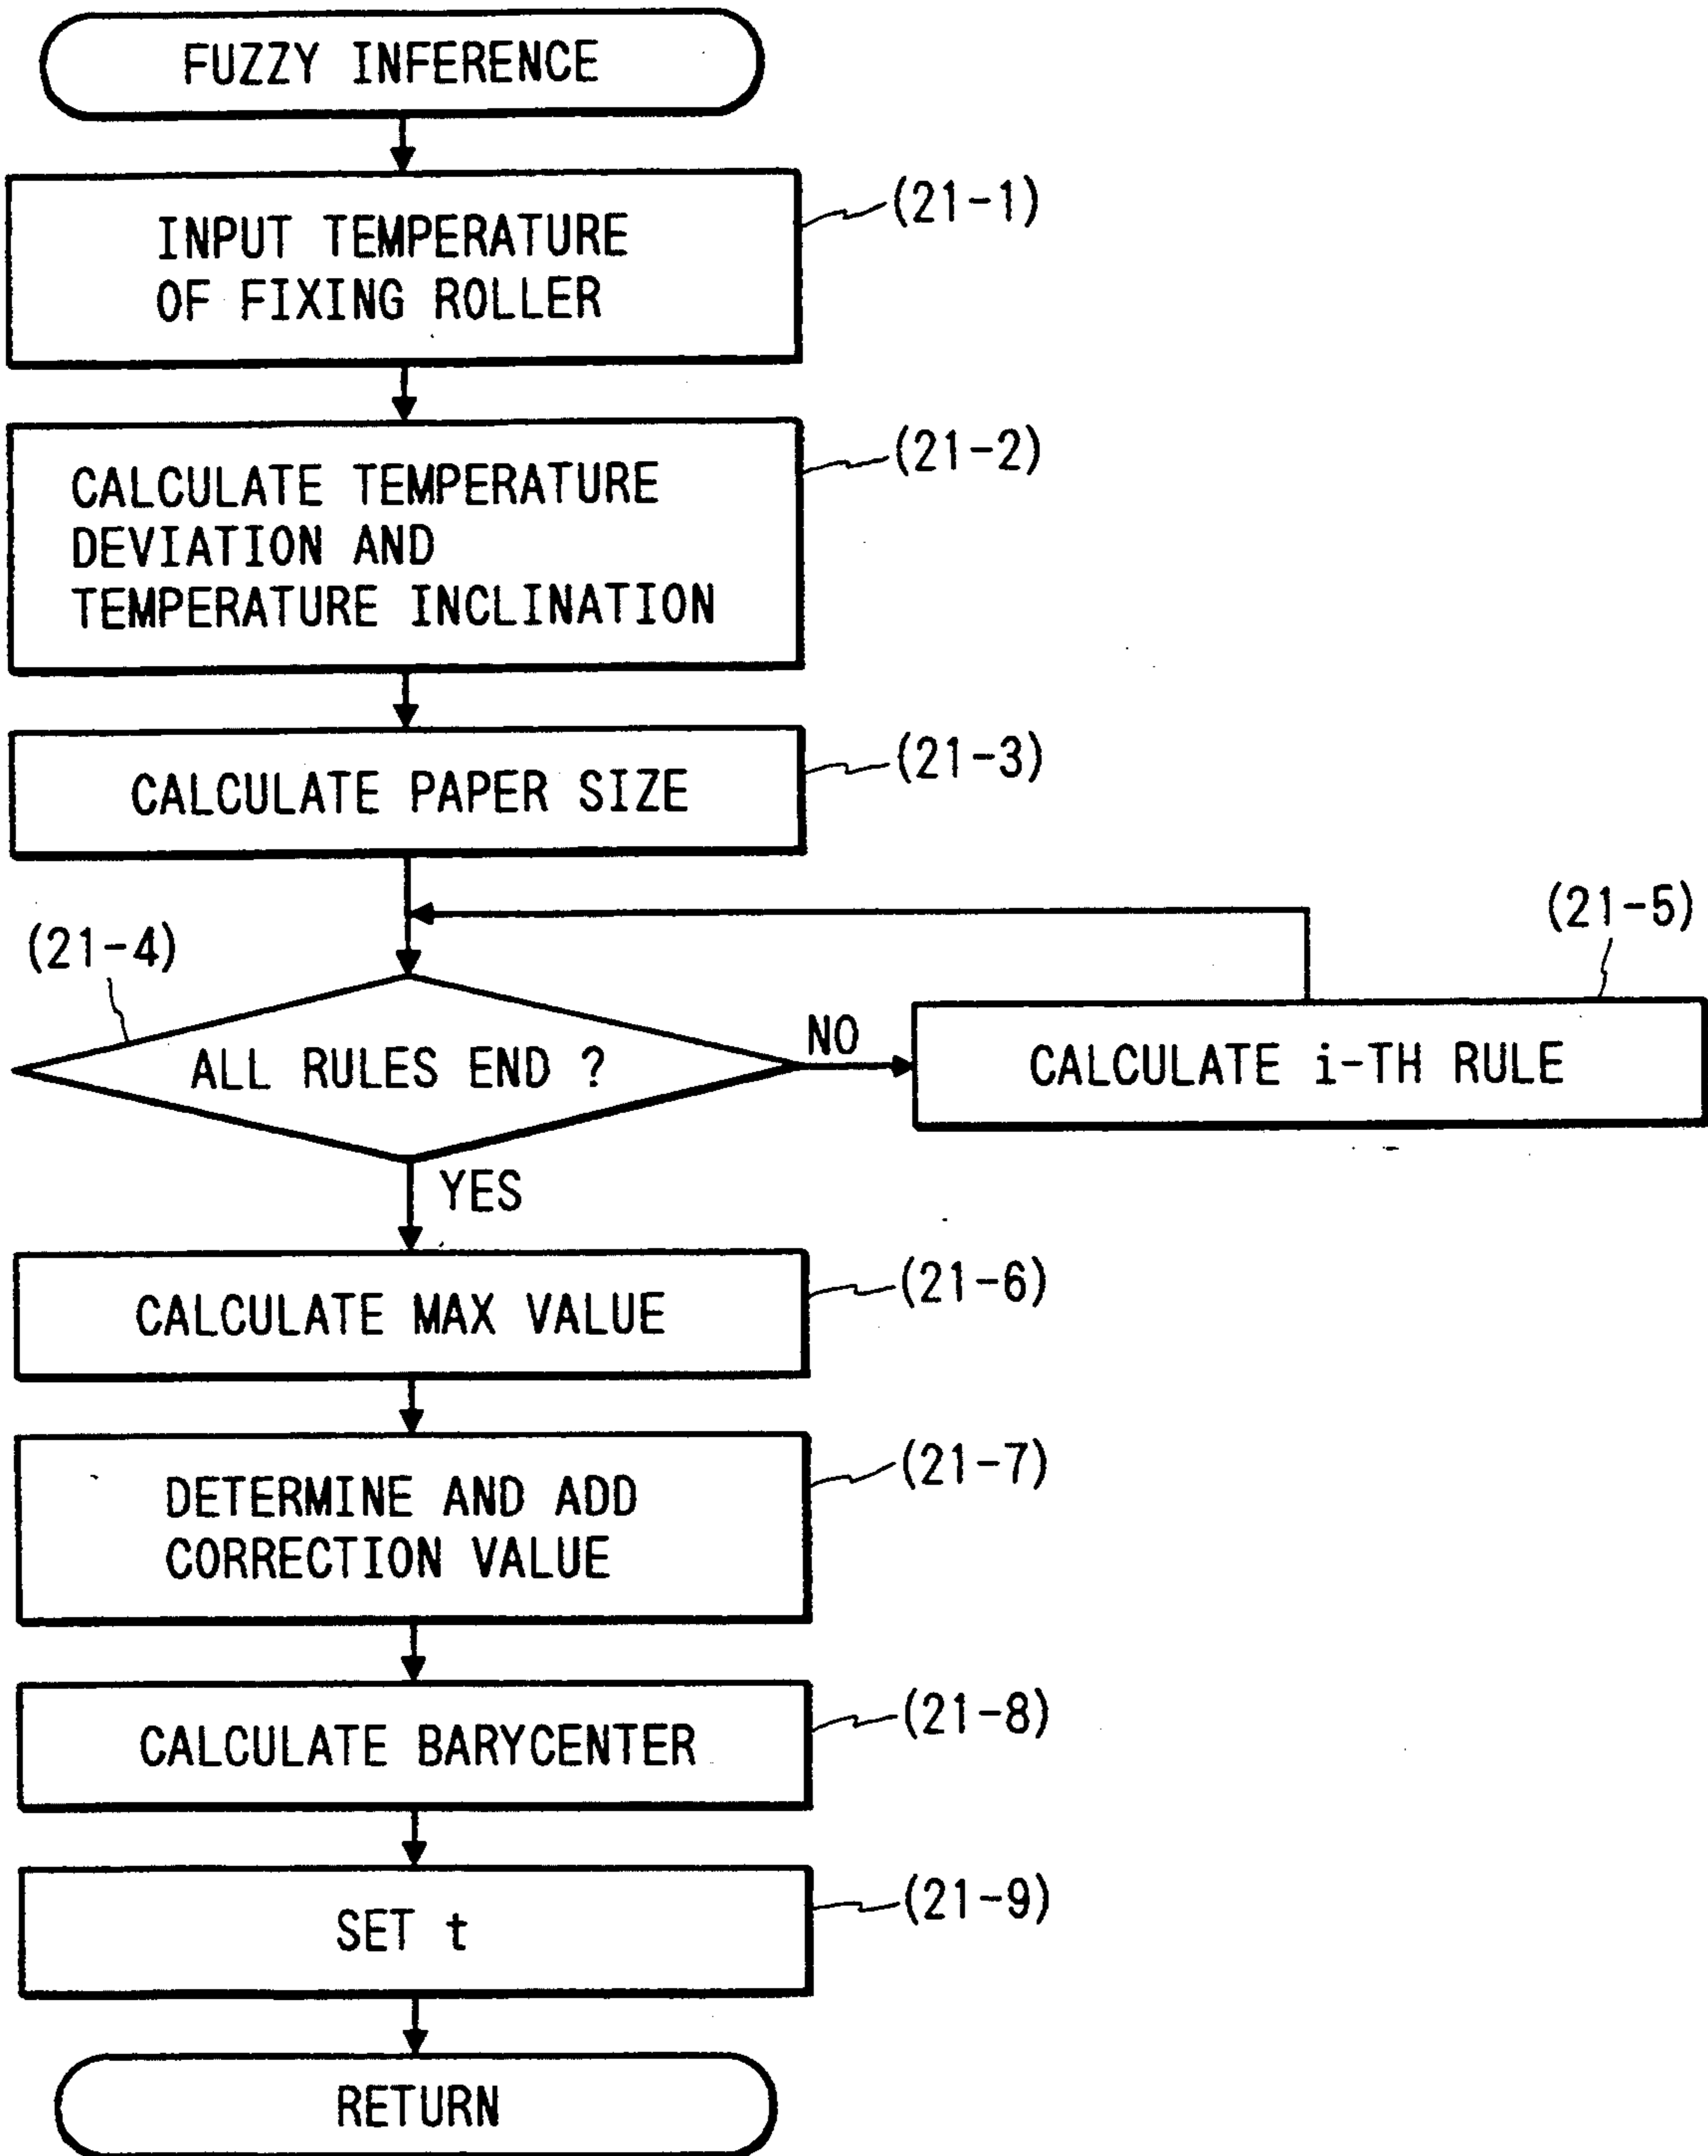 FUZZY INFERENCE
(21-1)
INPUT TEMPERATURE
OF FIXING ROLLER
(21-2)
CALCULATE TEMPERATURE
DEVIATION AND
TEMPERATURE INCLINATION
(21-3)
CALCULATE PAPER SIZE
(21-4)
ALL RULES END ?
NO
(21-5)
CALCULATE i-TH RULE
YES
(21-6)
CALCULATE MAX VALUE
(21-7)
DETERMINE AND ADD
CORRECTION VALUE
(21-8)
CALCULATE BARYCENTER
(21-9)
SET t
RETURN